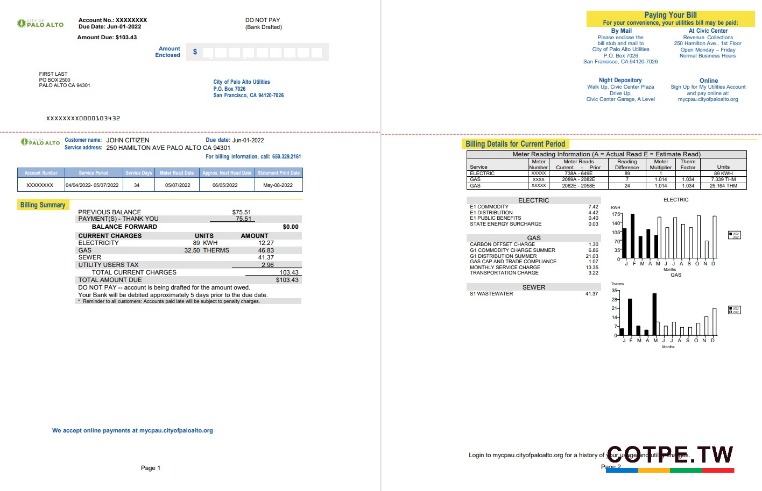 CITY OF
PALO ALTO
Account No.: XXXXXXXX
Due Date: Jun-01-2022
Amount Due: $103.43
DO NOT PAY
(Bank Drafted)
Amount
Enclosed
$
FIRST LAST
PO BOX 2503
PALO ALTO CA 94301
City of Palo Alto Utilities
P.O. Box 7026
San Francisco, CA 94120-7026
XXXXXXXX0000103432
CITY OF
PALO ALTO
Customer name: JOHN CITIZEN
Due date: Jun-01-2022
Service address: 250 HAMILTON AVE PALO ALTO CA 94301
For billing information, call: 650.329.2161
Account Number Service Period Service Days Meter Read Date Approx. Next Read Date Statement Print Date
XXXXXXXX 04/04/2022- 05/07/2022 34 05/07/2022 06/05/2022 May-08-2022
Billing Summary
PREVIOUS BALANCE $75.51
PAYMENT(S) - THANK YOU 75.51
BALANCE FORWARD $0.00
CURRENT CHARGES UNITS AMOUNT
ELECTRICITY 89 KWH 12.27
GAS 32.50 THERMS 46.83
SEWER 41.37
UTILITY USERS TAX 2.96
TOTAL CURRENT CHARGES 103.43
TOTAL AMOUNT DUE $103.43
DO NOT PAY -- account is being drafted for the amount owed.
Your Bank will be debited approximately 5 days prior to the due date.
* Reminder to all customers: Accounts paid late will be subject to penalty charges.
We accept online payments at mycpau.cityofpaloalto.org
Page 1
Paying Your Bill
For your convenience, your utilities bill may be paid:
By Mail
Please enclose the
bill stub and mail to
City of Palo Alto Utilities
P.O. Box 7026
San Francisco, CA 94120-7026
At Civic Center
Revenue Collections
250 Hamilton Ave., 1st Floor
Open Monday – Friday
Normal Business Hours
Night Depository
Walk Up, Civic Center Plaza
Drive Up,
Civic Center Garage, A Level
Online
Sign Up for My Utilities Account
and pay online at:
mycpau.cityofpaloalto.org
Billing Details for Current Period
Meter Reading Information (A = Actual Read E = Estimate Read)
Service Meter Number Meter Reads Current Prior Reading Difference Meter Multiplier Therm Factor Units
ELECTRIC XXXXX 738A - 649E 89 1 89 KWH
GAS XXXX 2089A - 2082E 7 1.014 1.034 7.339 THM
GAS XXXXX 2082E - 2058E 24 1.014 1.034 25.164 THM
ELECTRIC
E1 COMMODITY 7.42
E1 DISTRIBUTION 4.42
E1 PUBLIC BENEFITS 0.40
STATE ENERGY SURCHARGE 0.03
GAS
CARBON OFFSET CHARGE 1.30
G1 COMMODITY CHARGE SUMMER 6.86
G1 DISTRIBUTION SUMMER 21.03
GAS CAP AND TRADE COMPLIANCE 1.07
MONTHLY SERVICE CHARGE 13.35
TRANSPORTATION CHARGE 3.22
SEWER
S1 WASTEWATER 41.37
ELECTRIC
KWH
175
140
105
70
35
0
J F M A M J J A S O N D
Months
GAS
Therms
35
28
21
14
7
0
J F M A M J J A S O N D
Months
Login to mycpau.cityofpaloalto.org for a history of your
Page 2
COTPE.TW